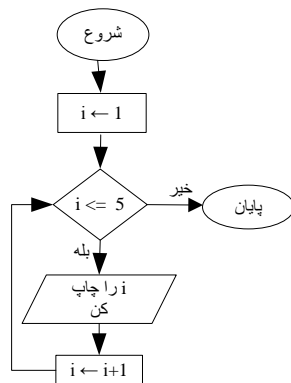 شروع
i ← 1
i <= 5
خیر
پایان
بله
i را چاپ
کن
i ← i+1